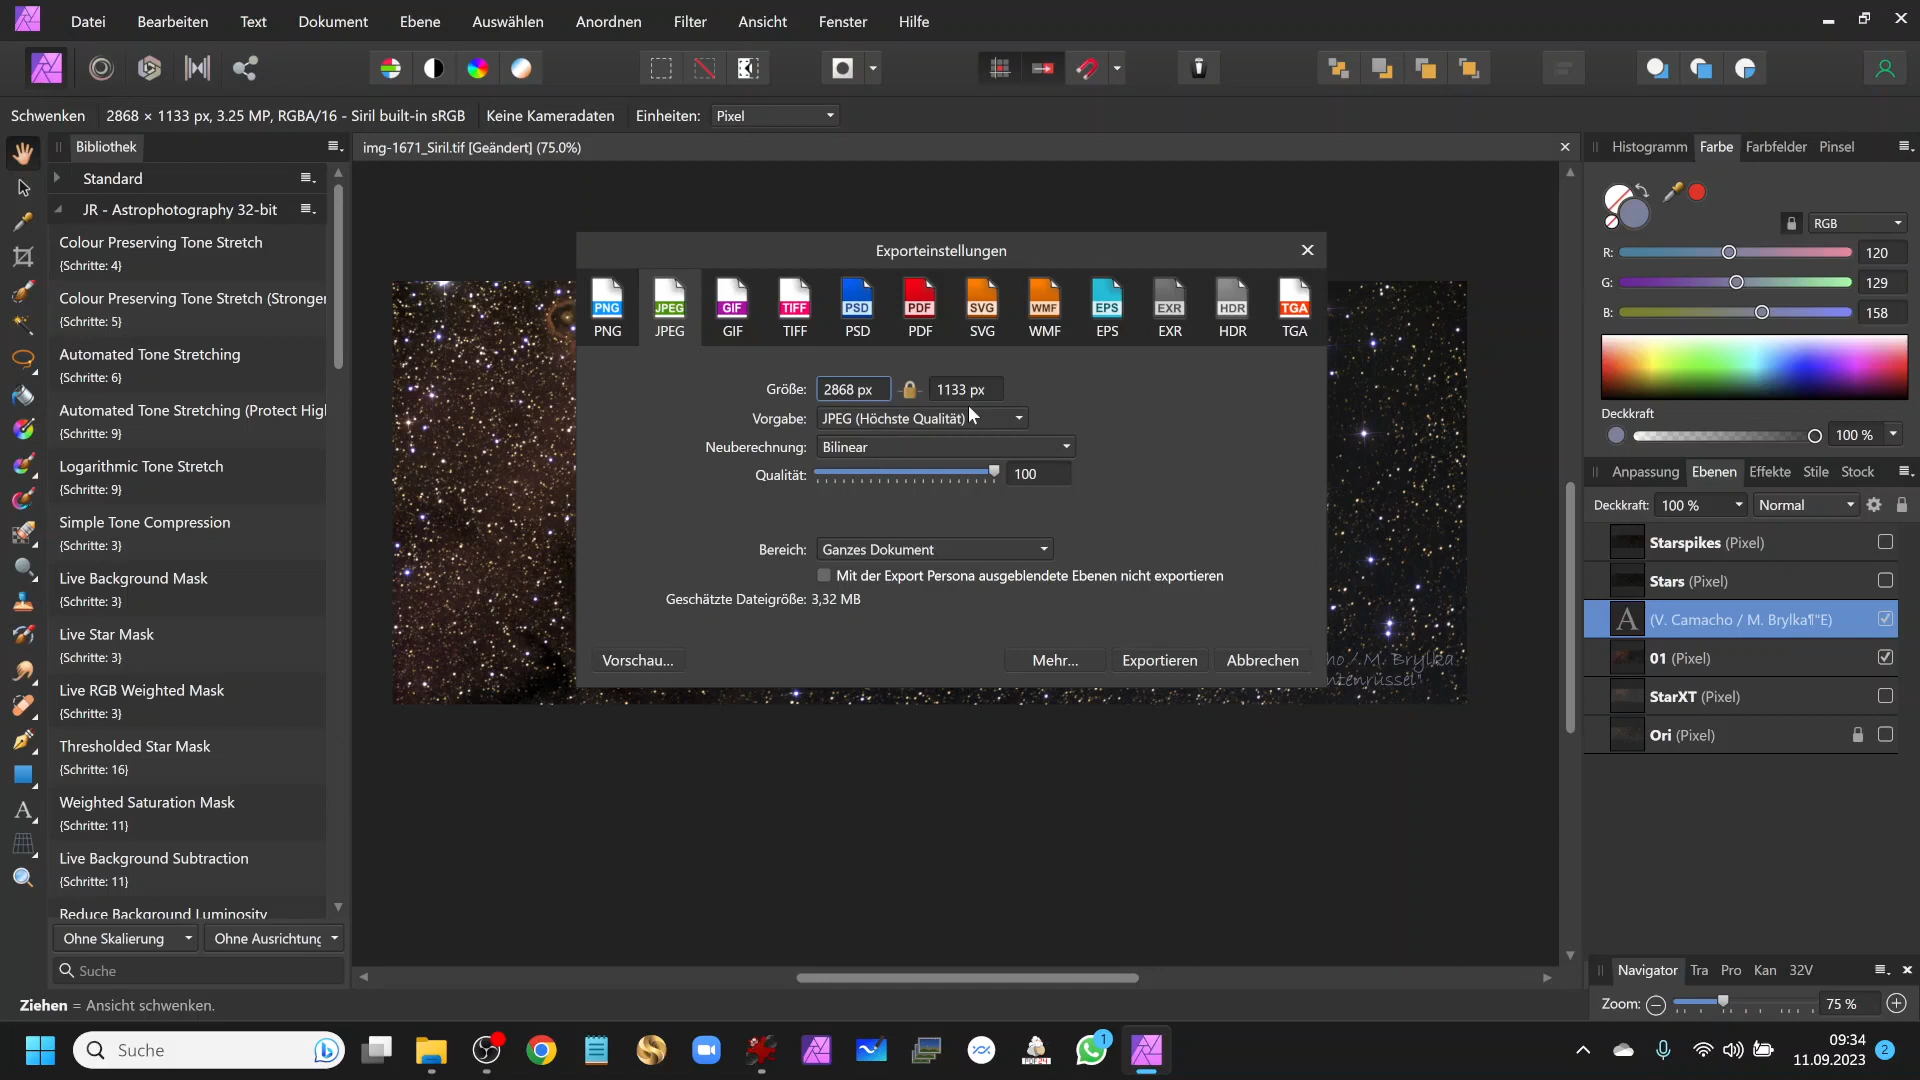 Datei Bearbeiten Text Dokument Ebene Auswählen Anordnen Filter Ansicht Fenster Hilfe
Schwenken 2868 × 1133 px, 3.25 MP, RGBA/16 - Siril built-in sRGB Keine Kameradaten Einheiten: Pixel
Bibliothek
Standard
JR - Astrophotography 32-bit
Colour Preserving Tone Stretch
{Schritte: 4}
Colour Preserving Tone Stretch (Stronger
{Schritte: 5}
Automated Tone Stretching
{Schritte: 6}
Automated Tone Stretching (Protect Hig
{Schritte: 9}
Logarithmic Tone Stretch
{Schritte: 9}
Simple Tone Compression
{Schritte: 3}
Live Background Mask
{Schritte: 3}
Live Star Mask
{Schritte: 3}
Live RGB Weighted Mask
{Schritte: 3}
Thresholded Star Mask
{Schritte: 16}
Weighted Saturation Mask
{Schritte: 11}
Live Background Subtraction
{Schritte: 11}
Reduce Background Luminosity
Ohne Skalierung Ohne Ausrichtung
Suche
Ziehen = Ansicht schwenken.
img-1671_Siril.tif [Geändert] (75.0%)
Exporteinstellungen
PNG JPEG GIF TIFF PSD PDF SVG WMF EPS EXR HDR TGA
PNG JPEG GIF TIFF PSD PDF SVG WMF EPS EXR HDR TGA
Größe: 2868 px 1133 px
Vorgabe: JPEG (Höchste Qualität)
Neuberechnung: Bilinear
Qualität: 100
Bereich: Ganzes Dokument
Mit der Export Persona ausgeblendete Ebenen nicht exportieren
Geschätzte Dateigröße: 3,32 MB
Vorschau... Mehr... Exportieren Abbrechen
ho / M. Brylka
ntenrüssel"
Histogramm Farbe Farbfelder Pinsel
RGB
R: 120
G: 129
B: 158
Deckkraft
100 %
Anpassung Ebenen Effekte Stile Stock
Deckkraft: 100 % Normal
Starspikes (Pixel)
Stars (Pixel)
A (V. Camacho / M. Brylka¶"E)
01 (Pixel)
StarXT (Pixel)
Ori (Pixel)
Navigator Tra Pro Kan 32V
Zoom: 75 %
Suche
PDF24
1
09:34
11.09.2023
2